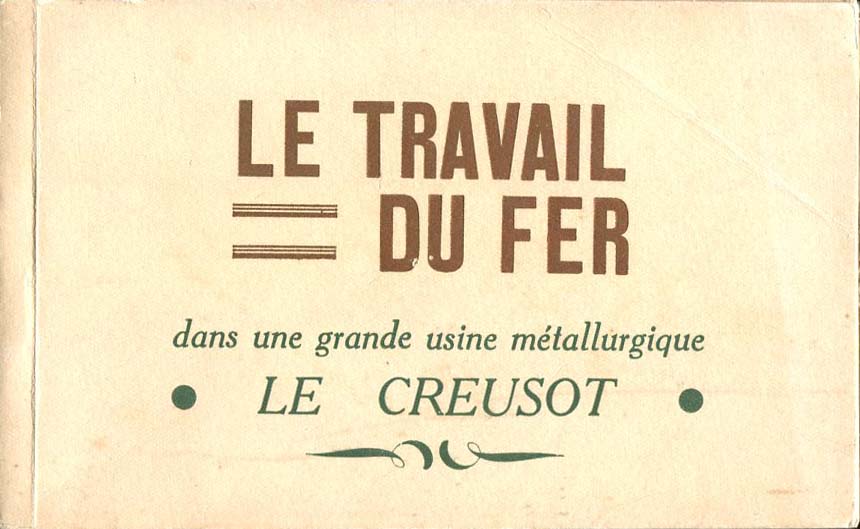 LE TRAVAIL
DU FER
dans une grande usine métallurgique
• LE CREUSOT •